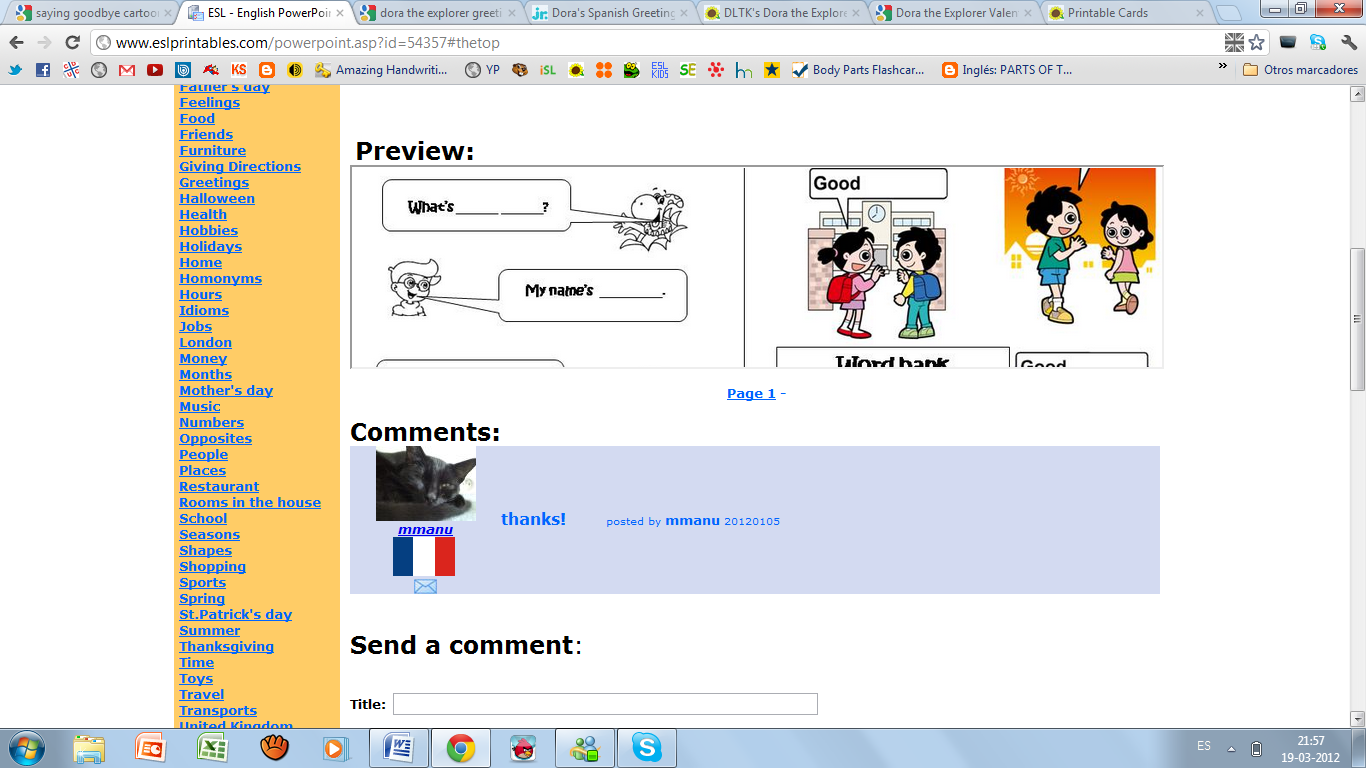 saying goodbye cartoo
ESL - English PowerPoin
dora the explorer greeti
Dora's Spanish Greeting
DLTK's Dora the Explore
Dora the Explorer Valen
Printable Cards
www.eslprintables.com/powerpoint.asp?id=54357#thetop
Amazing Handwriti...
YP
iSL
ESL KIDS
SE
Body Parts Flashcar...
Inglés: PARTS OF T...
»
Otros marcadores
Father's day
Feelings
Food
Friends
Furniture
Giving Directions
Greetings
Halloween
Health
Hobbies
Holidays
Home
Homonyms
Hours
Idioms
Jobs
London
Money
Months
Mother's day
Music
Numbers
Opposites
People
Places
Restaurant
Rooms in the house
School
Seasons
Shapes
Shopping
Sports
Spring
St.Patrick's day
Summer
Thanksgiving
Time
Toys
Travel
Transports
United Kingdom
Preview:
What's _____ _____?
My name's ________.
Good
Word bank
Good
Page 1 -
Comments:
mmanu
thanks! posted by mmanu 20120105
Send a comment:
Title:
ES
21:57
19-03-2012